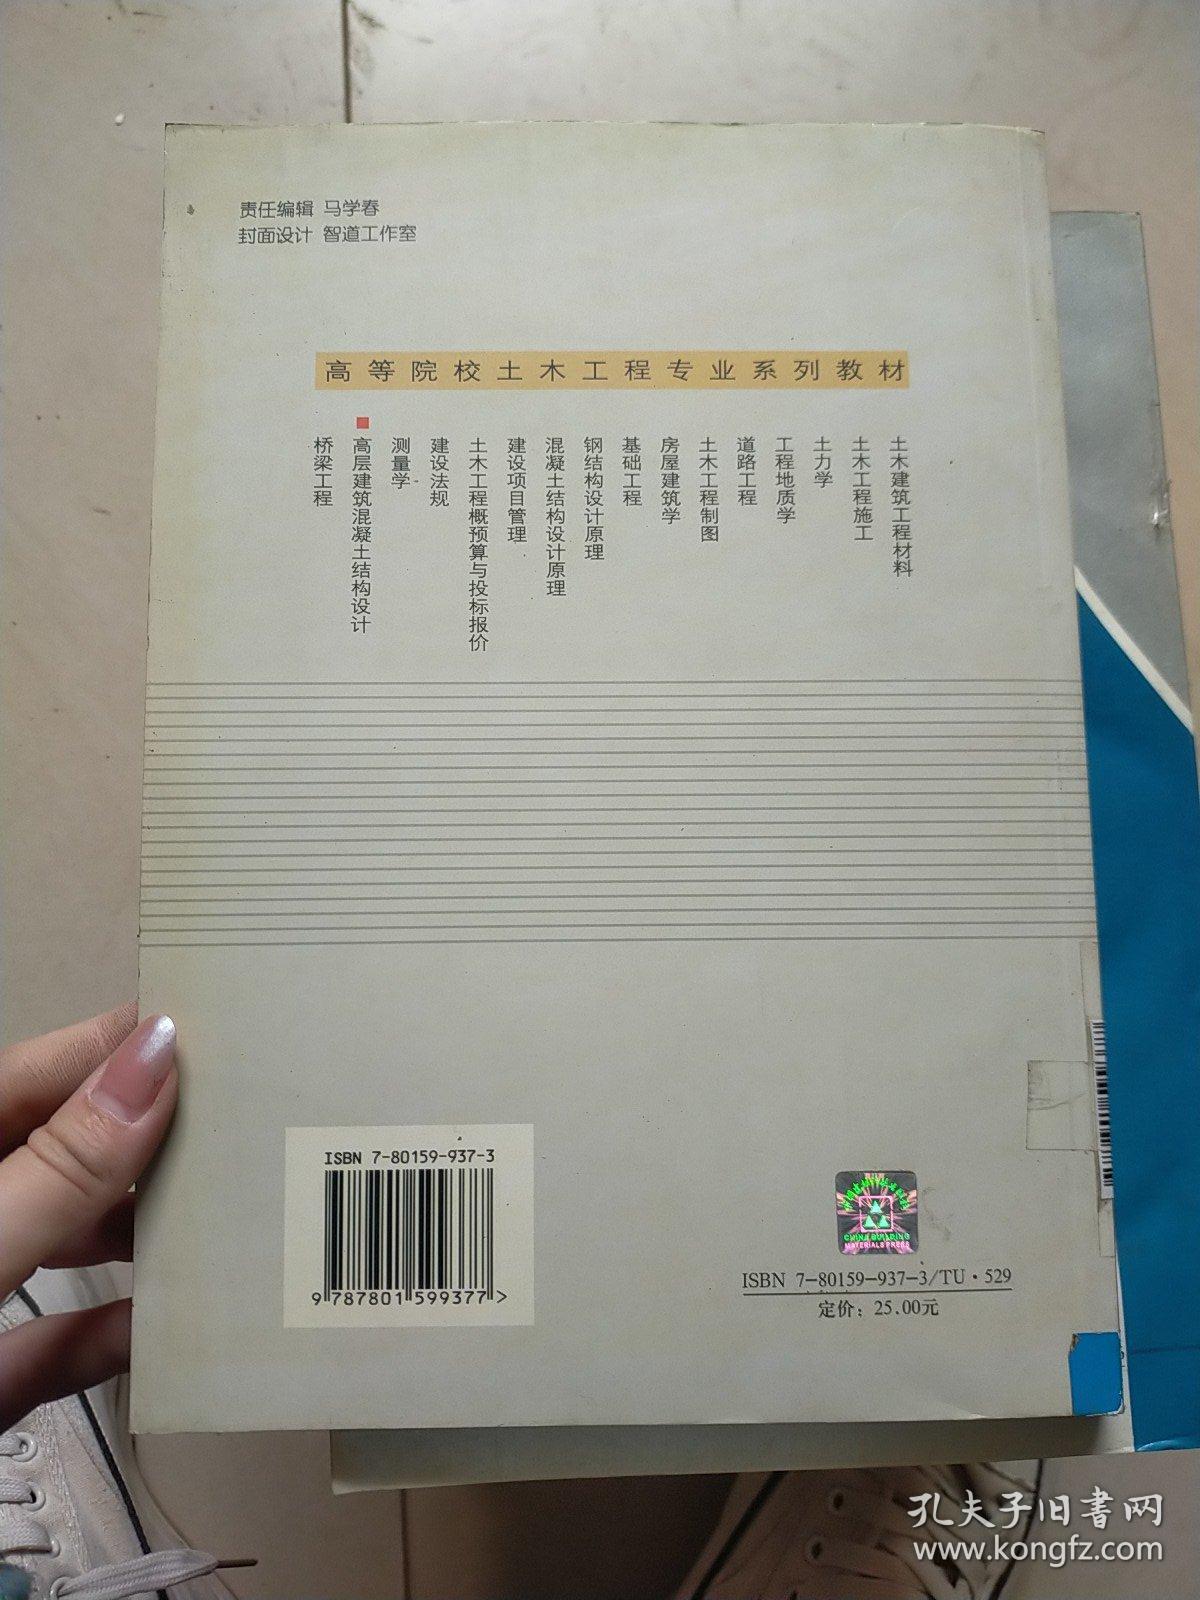 责任编辑 马学春
封面设计 智道工作室
高等院校土木工程专业系列教材
土木建筑工程材料
土木工程施工
土力学
工程地质学
道路工程
土木工程制图
房屋建筑学
基础工程
钢结构设计原理
混凝土结构设计原理
建设项目管理
土木工程概预算与投标报价
建设法规
测量学
高层建筑混凝土结构设计
桥梁工程
ISBN 7-80159-937-3
9 787801 599377 >
CHINA BUILDING
MATERIALS PRESS
ISBN 7-80159-937-3/TU·529
定价：25.00元
孔夫子旧書网
www.kongfz.com